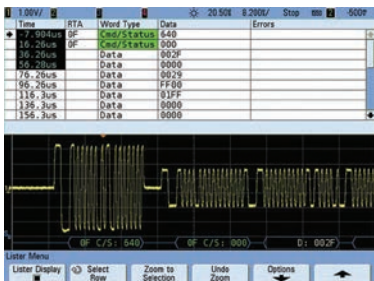 1.00V/ 20.50% 8.200%/ Stop -500%
Time RTA Word Type Data Errors
-7.904us 0F Cmd/Status 640
16.26us 0F Cmd/Status 000
36.26us Data 002F
56.28us Data 0000
76.26us Data 0029
96.26us Data FF00
116.3us Data 01FF
136.3us Data 0000
156.3us Data 0000
0F C/S: 640 0F C/S: 000 D: 002F
Lister Menu
Lister Display Select Row Zoom to Selection Undo Zoom Options